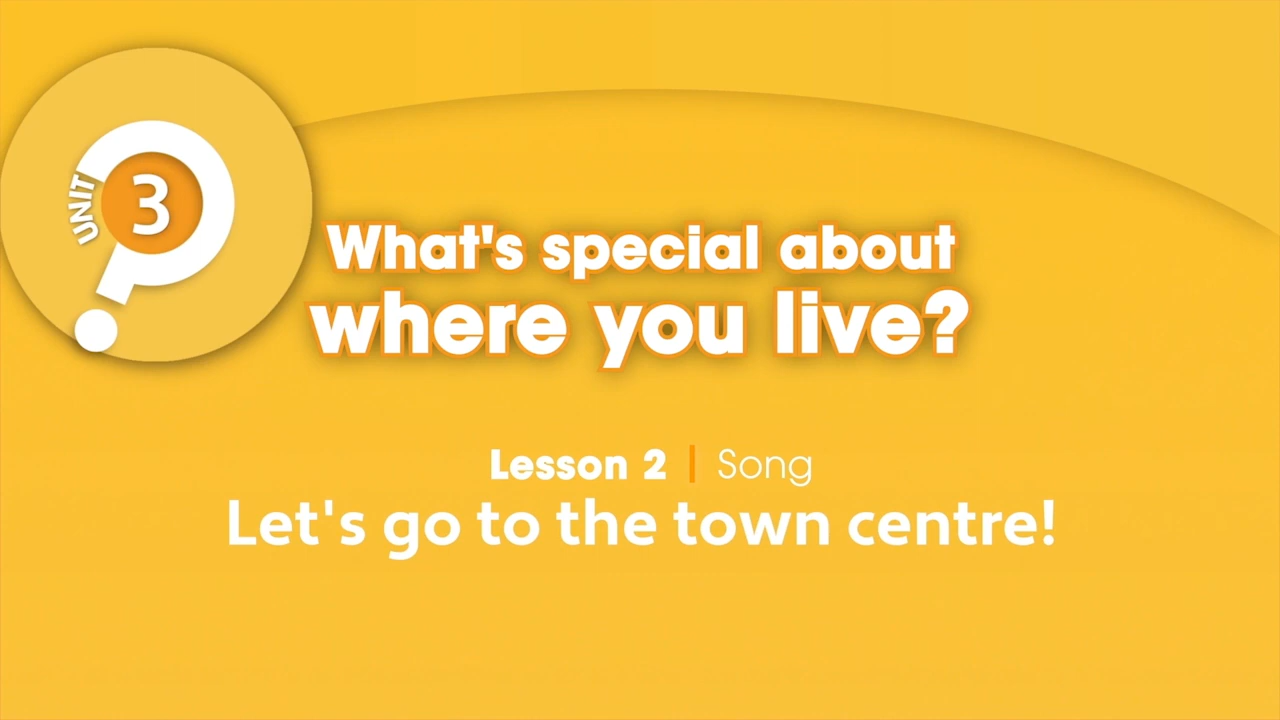 UNIT
3
What's special about
where you live?
Lesson 2 | Song
Let's go to the town centre!